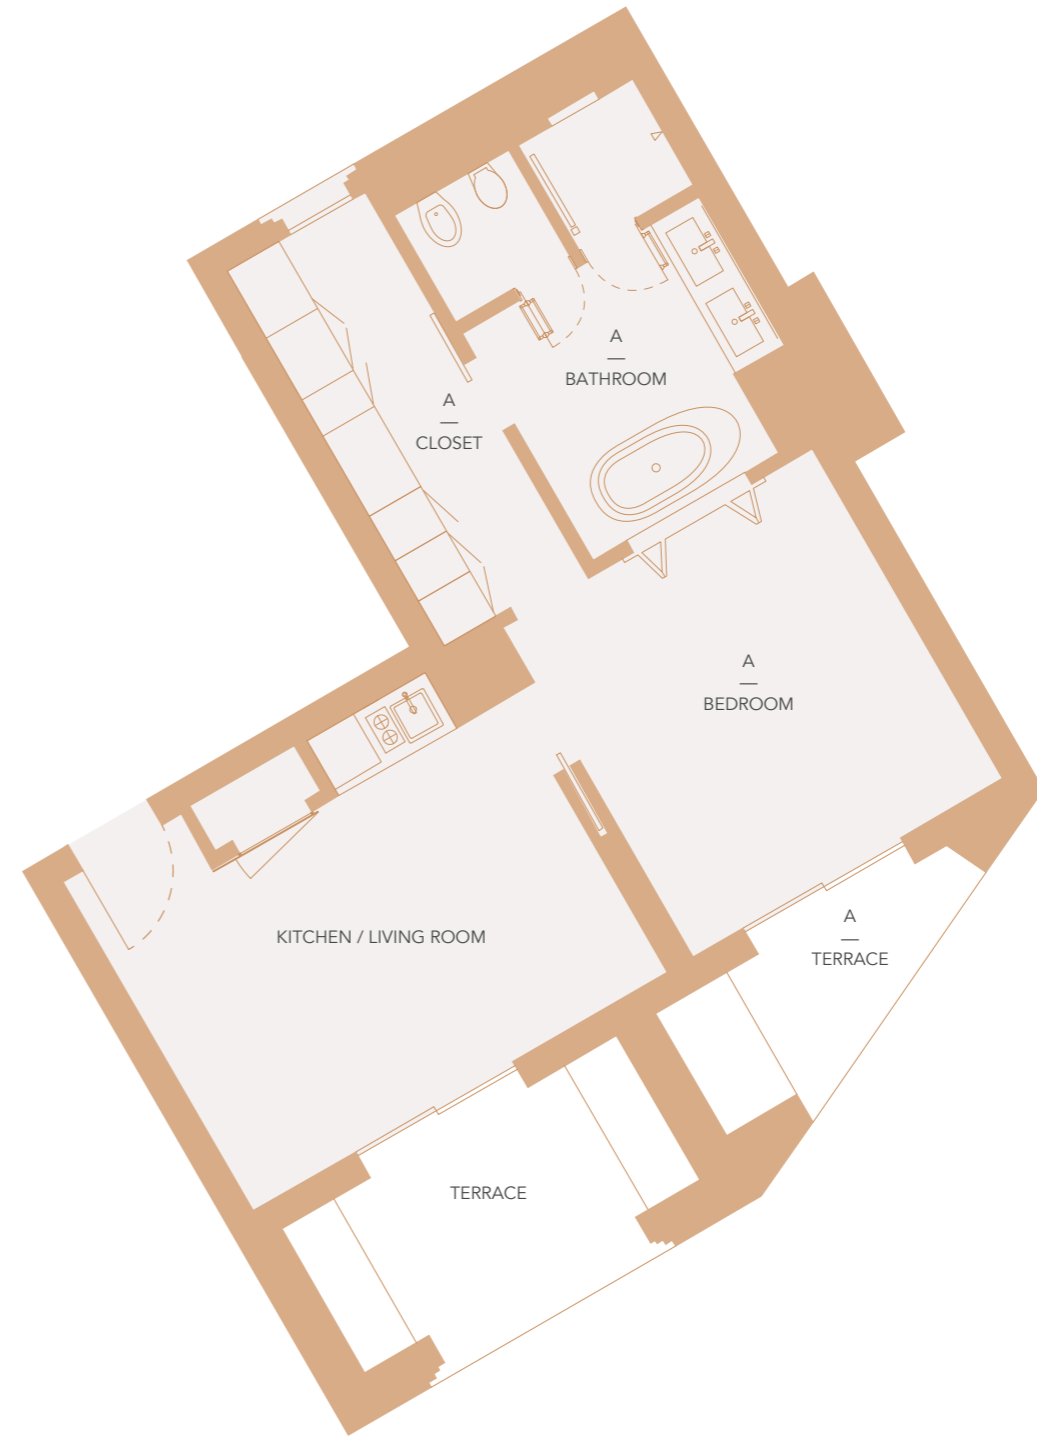 A
BATHROOM
A
CLOSET
A
BEDROOM
KITCHEN / LIVING ROOM
A
TERRACE
TERRACE